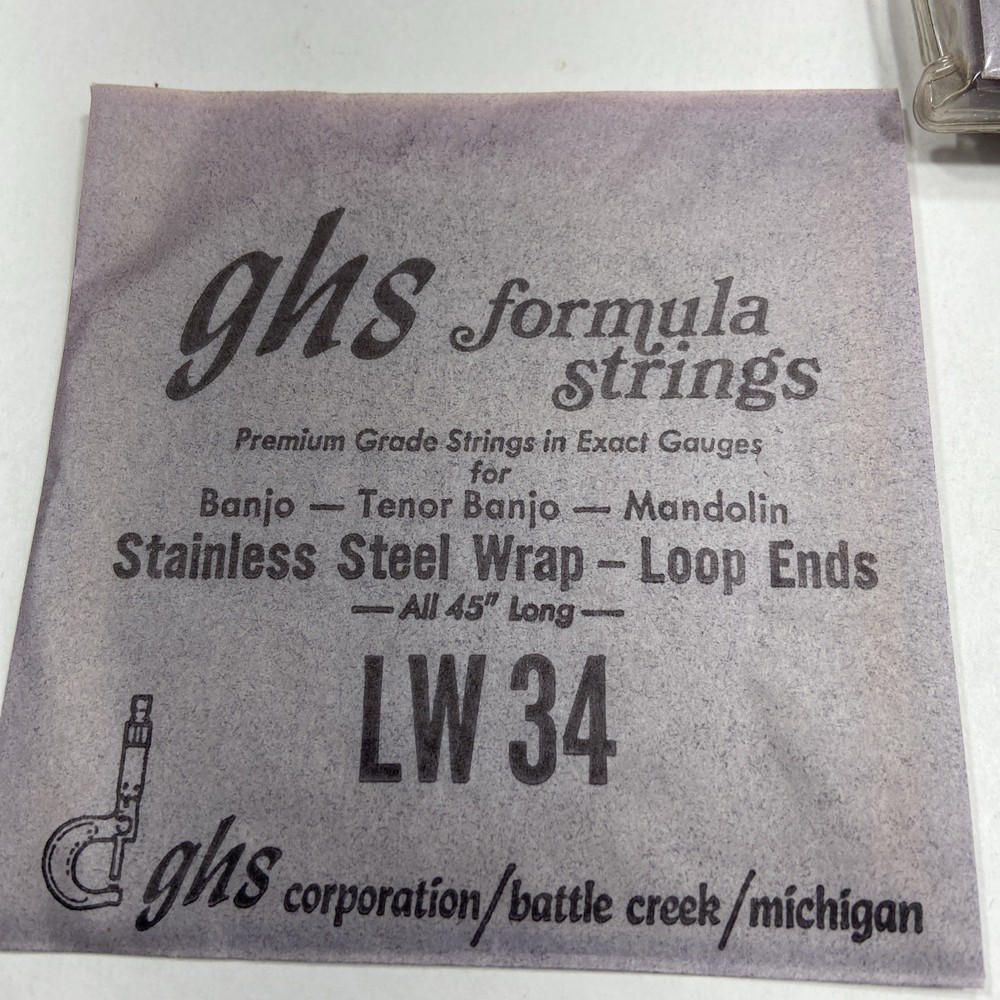 ghs formula
strings
Premium Grade Strings in Exact Gauges
for
Banjo — Tenor Banjo — Mandolin
Stainless Steel Wrap – Loop Ends
— All 45" Long —
LW 34
ghs corporation/battle creek/michigan